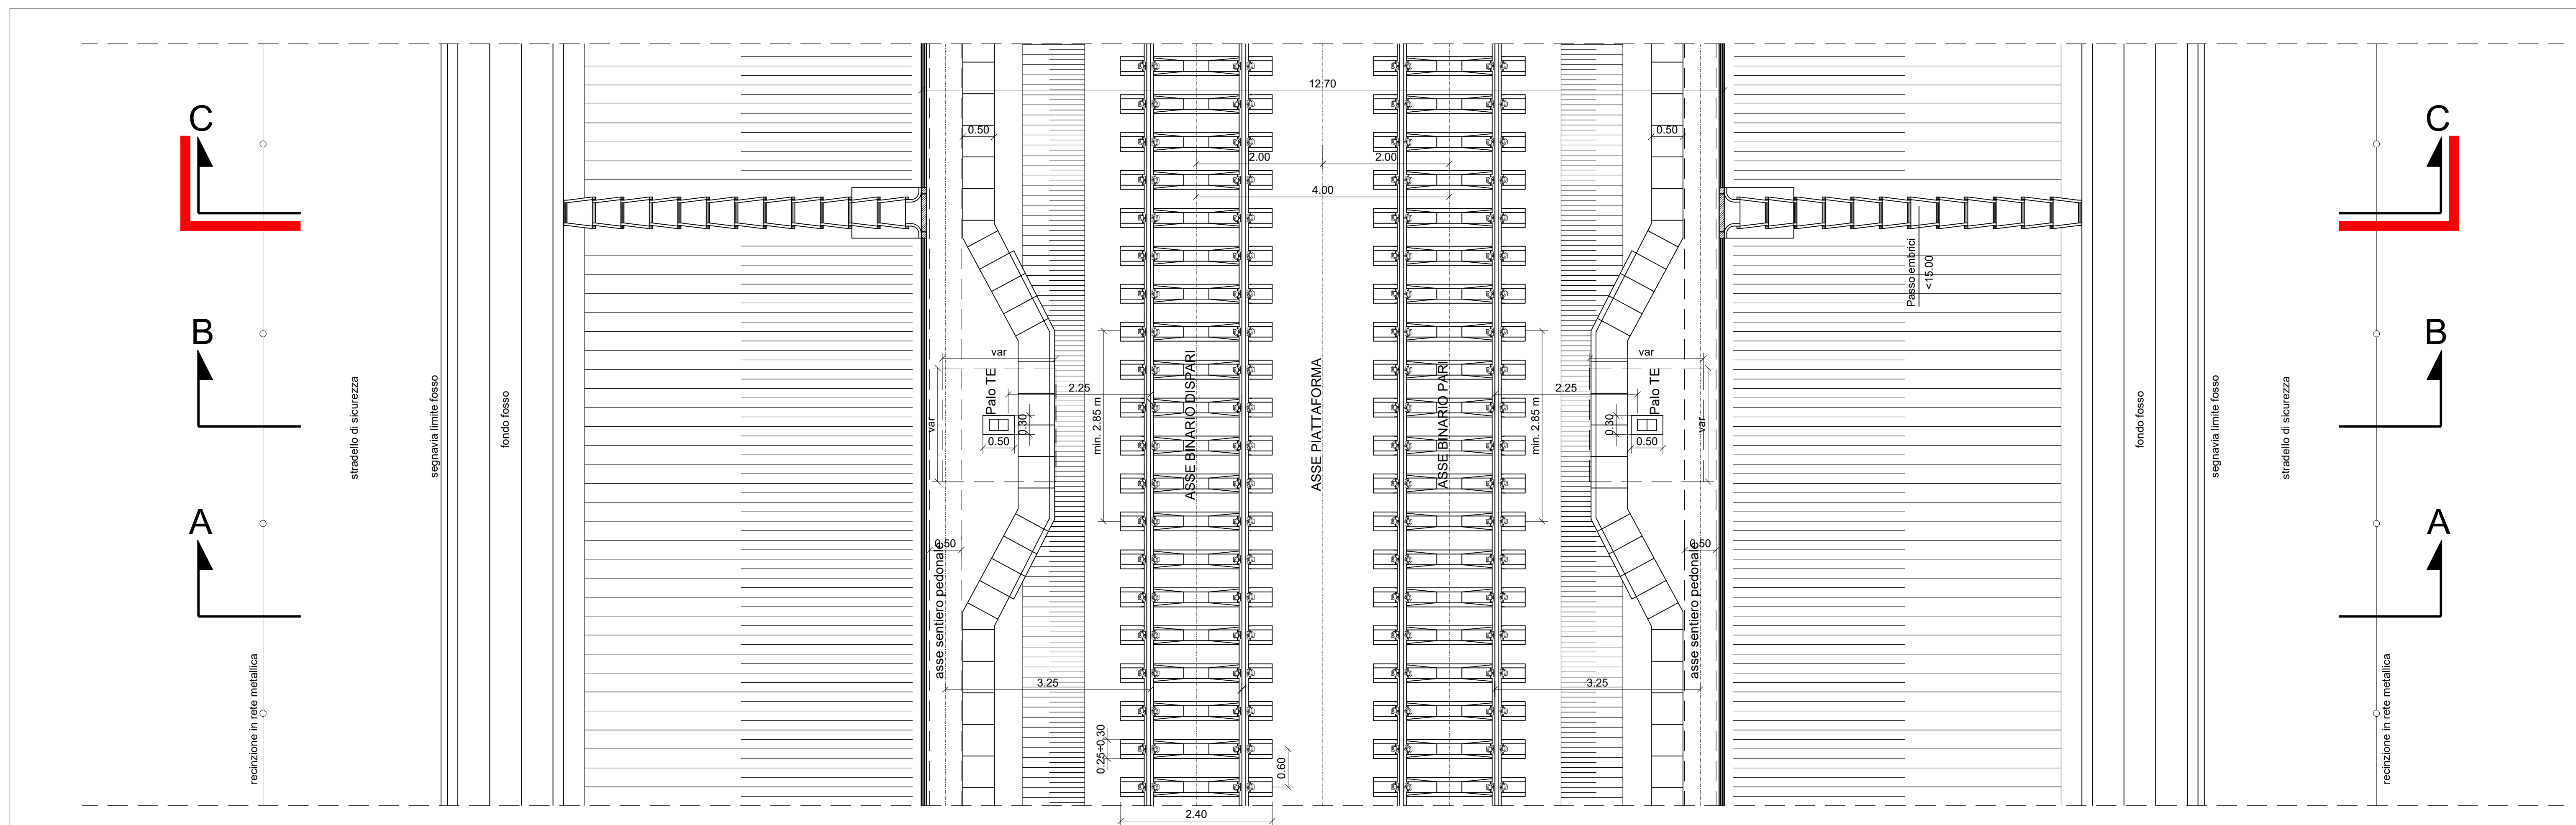 12.70
C
C
0.50
0.50
2.00
2.00
4.00
Passo embrici
<15.00
B
B
var
var
stradello di sicurezza
segnavia limite fosso
fondo fosso
var
Palo TE
0.30
0.50
2.25
min. 2.85 m
ASSE BINARIO DISPARI
ASSE PIATTAFORMA
ASSE BINARIO PARI
min. 2.85 m
2.25
0.30
Palo TE
0.50
var
fondo fosso
segnavia limite fosso
stradello di sicurezza
A
A
0.50
0.50
asse sentiero pedonale
asse sentiero pedonale
3.25
3.25
recinzione in rete metallica
recinzione in rete metallica
0.25÷0.30
0.60
2.40